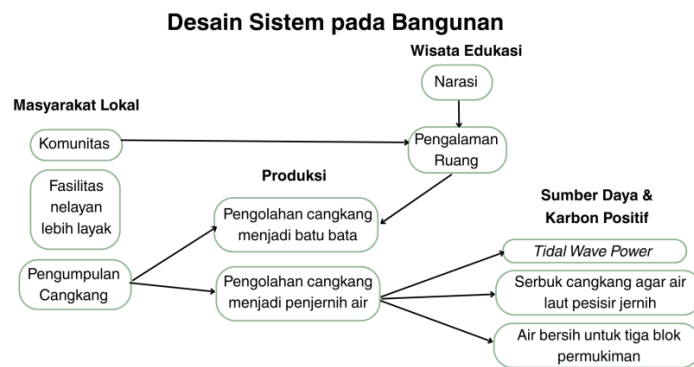 Desain Sistem pada Bangunan
Wisata Edukasi
Narasi
Masyarakat Lokal
Komunitas
Pengalaman
Ruang
Fasilitas
nelayan
lebih layak
Produksi
Pengolahan cangkang
menjadi batu bata
Sumber Daya &
Karbon Positif
Tidal Wave Power
Pengumpulan
Cangkang
Pengolahan cangkang
menjadi penjernih air
Serbuk cangkang agar air
laut pesisir jernih
Air bersih untuk tiga blok
permukiman